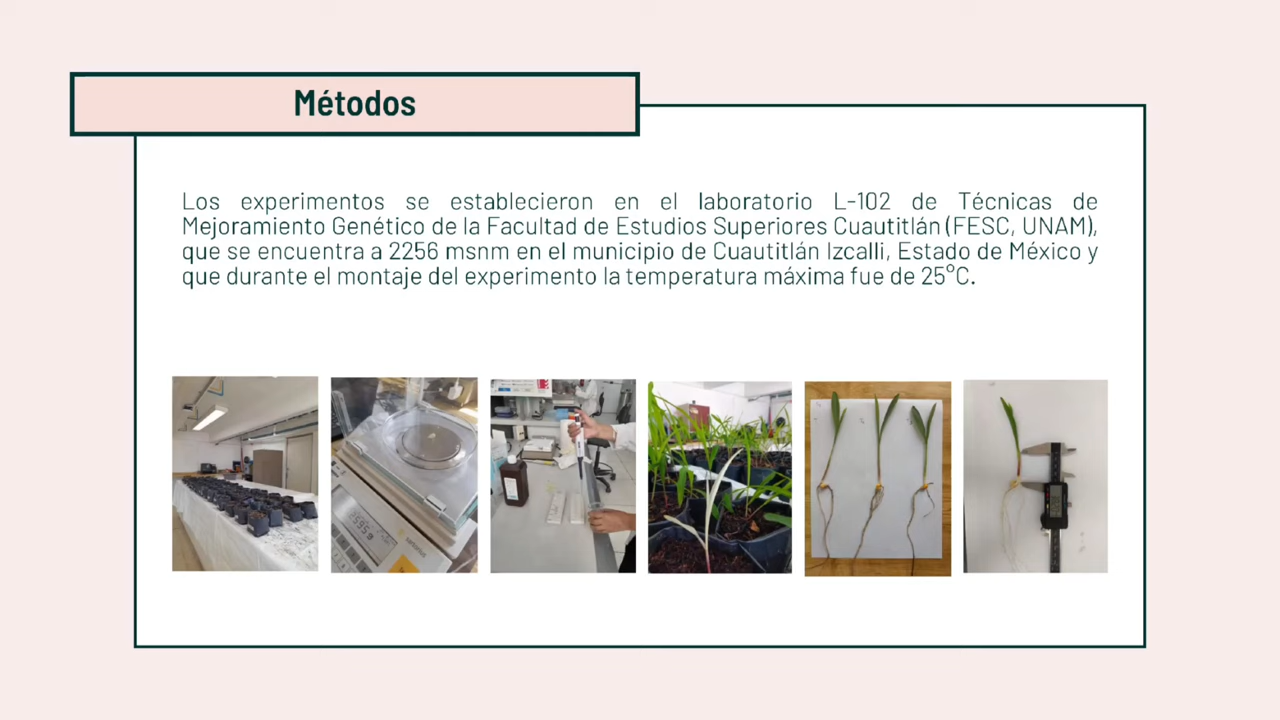 Métodos
Los experimentos se establecieron en el laboratorio L-102 de Técnicas de
Mejoramiento Genético de la Facultad de Estudios Superiores Cuautitlán (FESC, UNAM),
que se encuentra a 2256 msnm en el municipio de Cuautitlán Izcalli, Estado de México y
que durante el montaje del experimento la temperatura máxima fue de 25°C.
sartorius